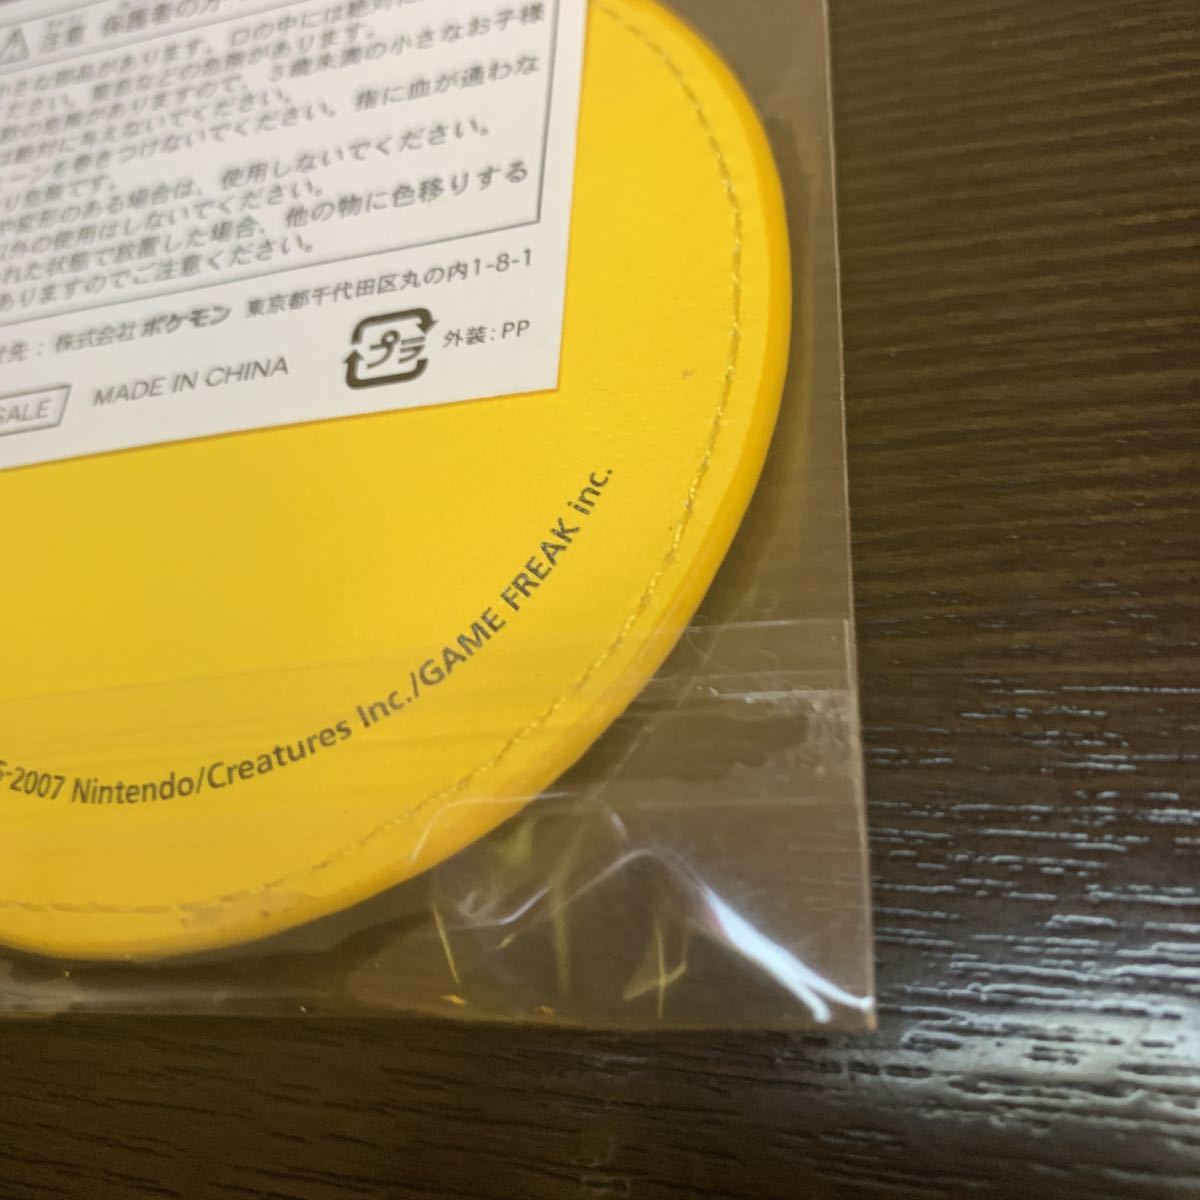 注意 保護者の方
小さな部品があります。口の中には絶対に
ださい。窒息などの危険があります。
飲の危険がありますので、3歳未満の小さなお子様
は絶対に与えないでください。
ェーンを巻きつけないでください。指に血が通わな
り危険です。
や変形のある場合は、使用しないでください。
以外の使用はしないでください。
れた状態で放置した場合、他の物に色移りする
ありますのでご注意ください。
先：株式会社ポケモン 東京都千代田区丸の内1-8-1
SALE MADE IN CHINA プラ 外装：PP
-2007 Nintendo/Creatures Inc./GAME FREAK inc.